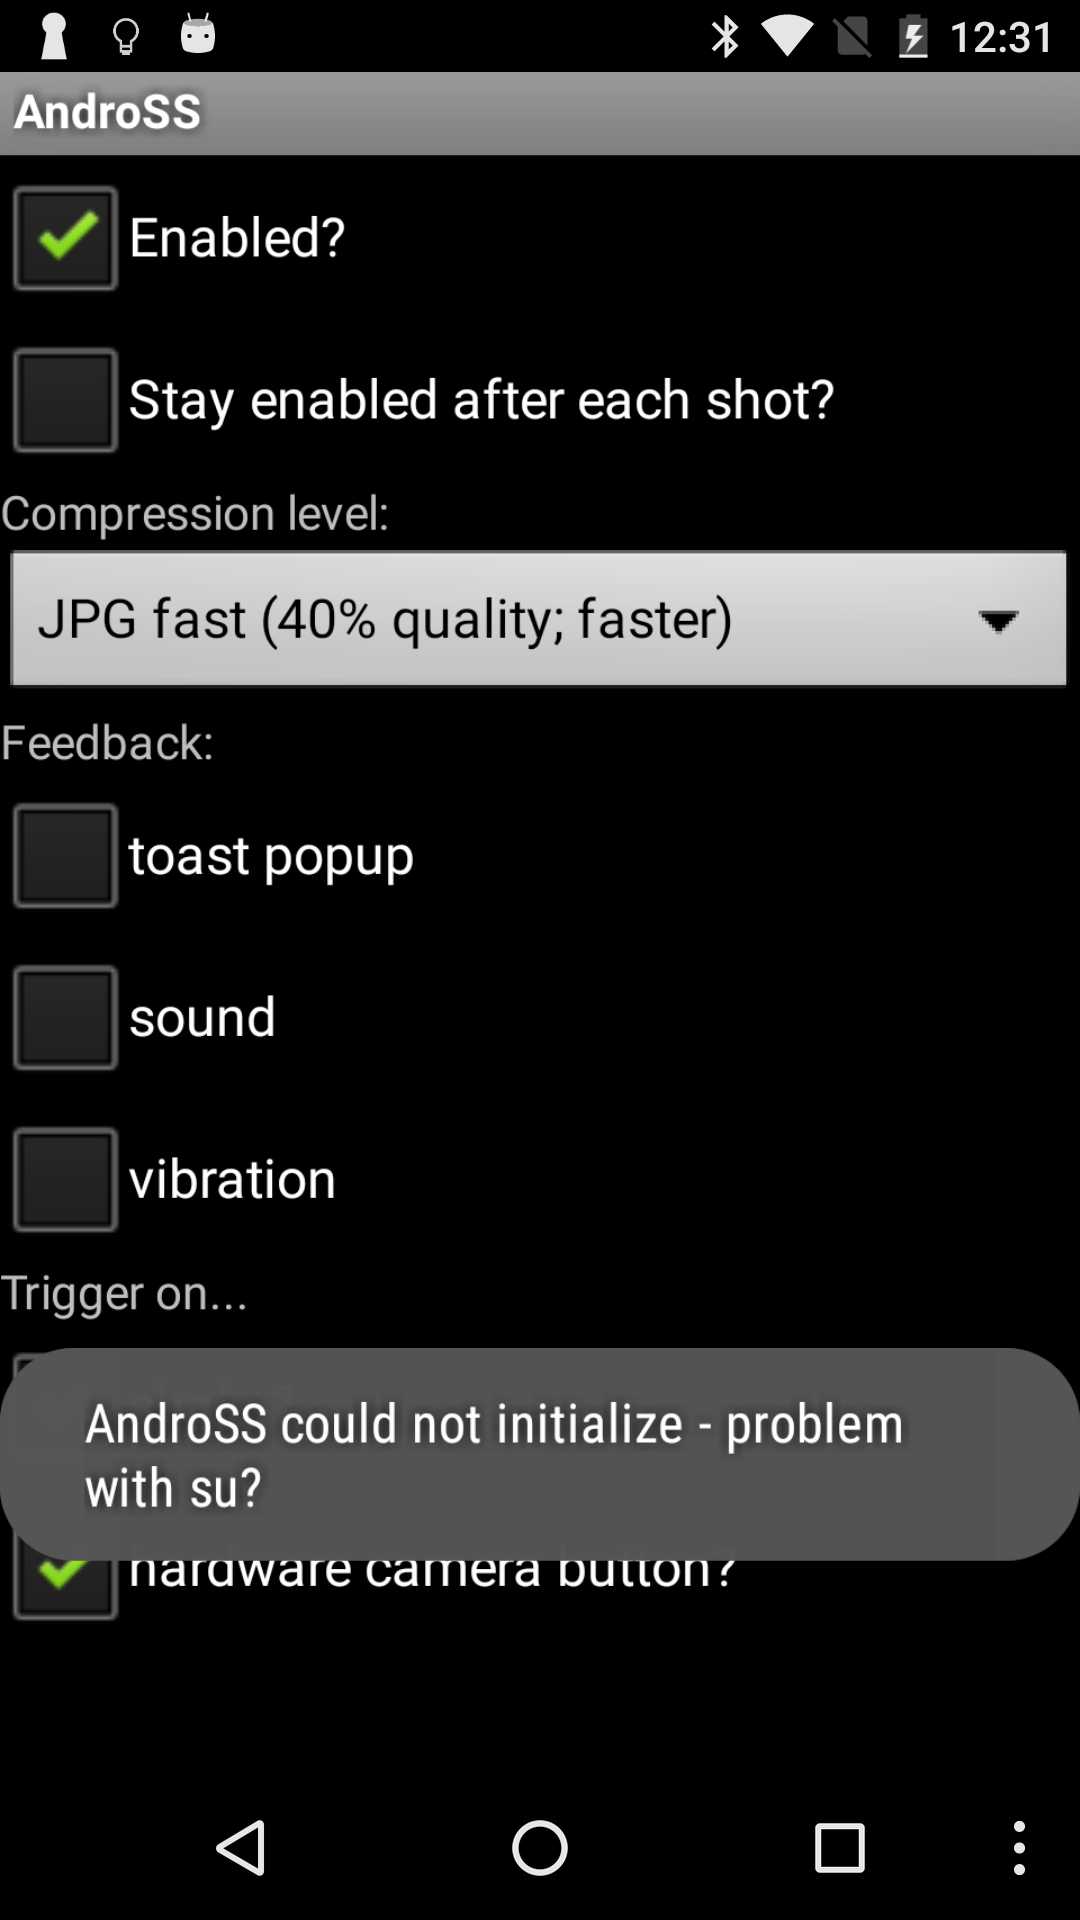 12:31
AndroSS
Enabled?
Stay enabled after each shot?
Compression level:
JPG fast (40% quality; faster)
Feedback:
toast popup
sound
vibration
Trigger on...
AndroSS could not initialize - problem
with su?
hardware camera button?